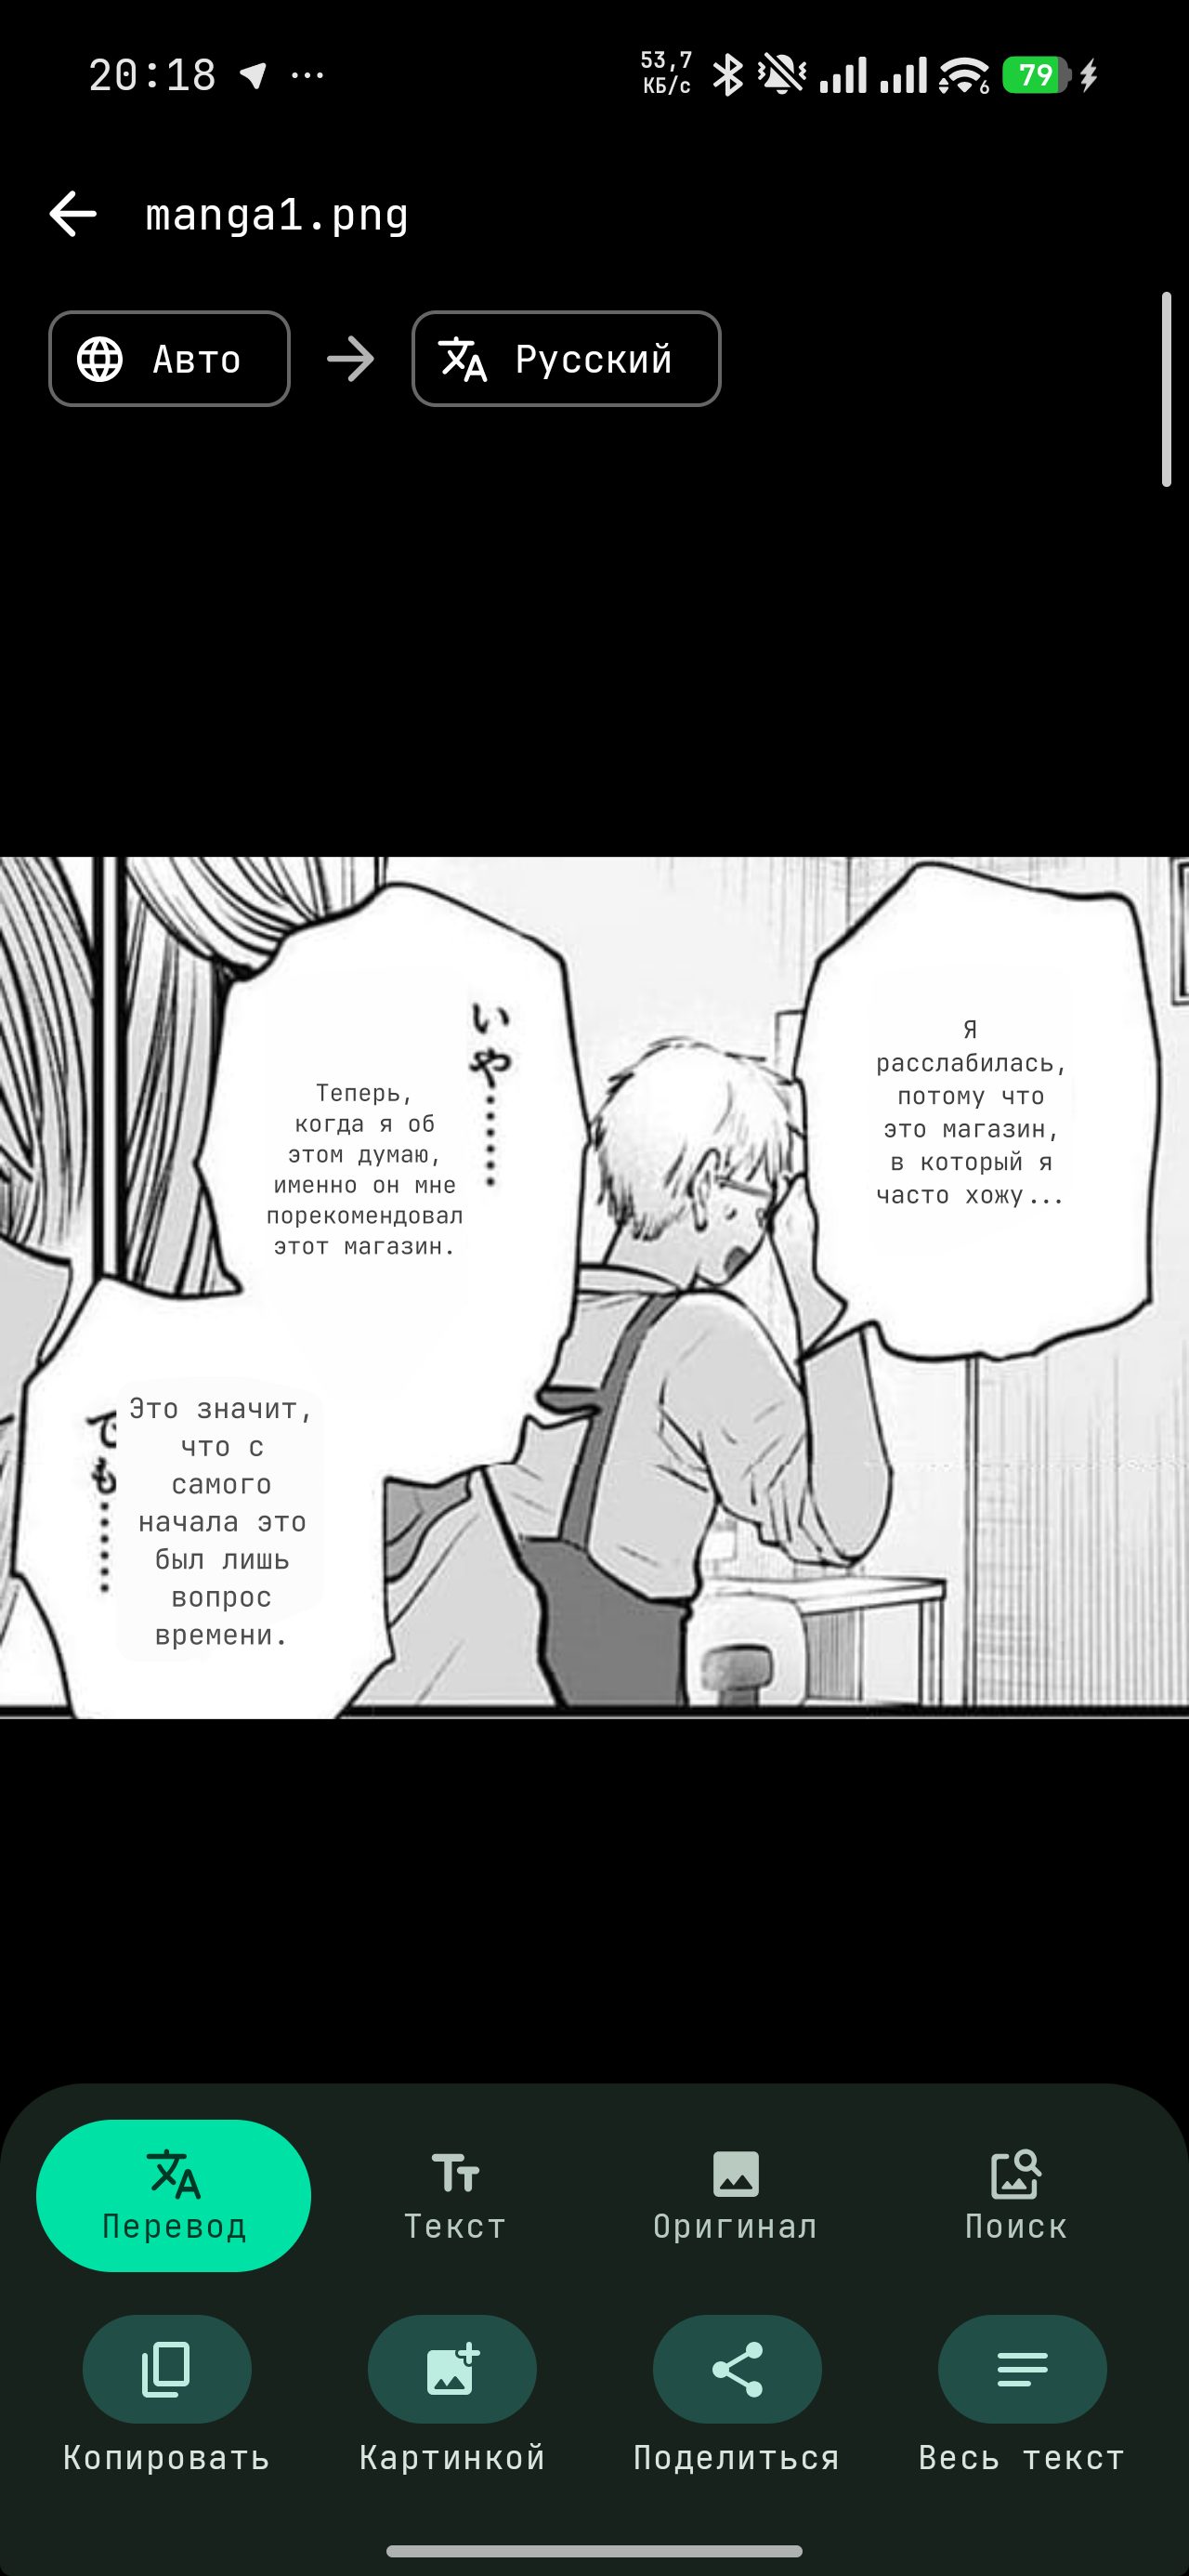 20:18
53,7
КБ/с
6
79
manga1.png
Авто
Русский
Я
расслабилась,
потому что
это магазин,
в который я
часто хожу...
いや……
Теперь,
когда я об
этом думаю,
именно он мне
порекомендовал
этот магазин.
Это значит,
что с
самого
начала это
был лишь
вопрос
времени.
でも……
Перевод
Текст
Оригинал
Поиск
Копировать
Картинкой
Поделиться
Весь текст